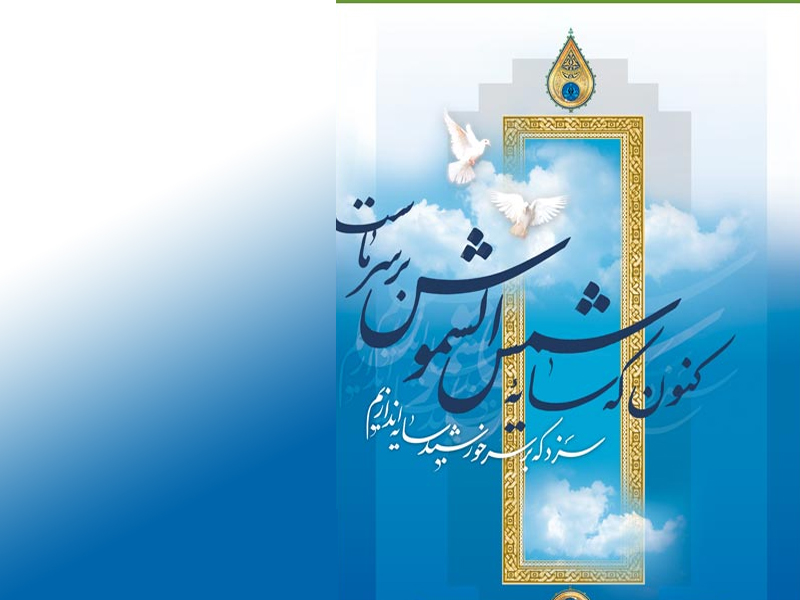 کنون که سایه شمس الشموس بر سر ماست
سزد که بر سر خورشید سایه اندازیم